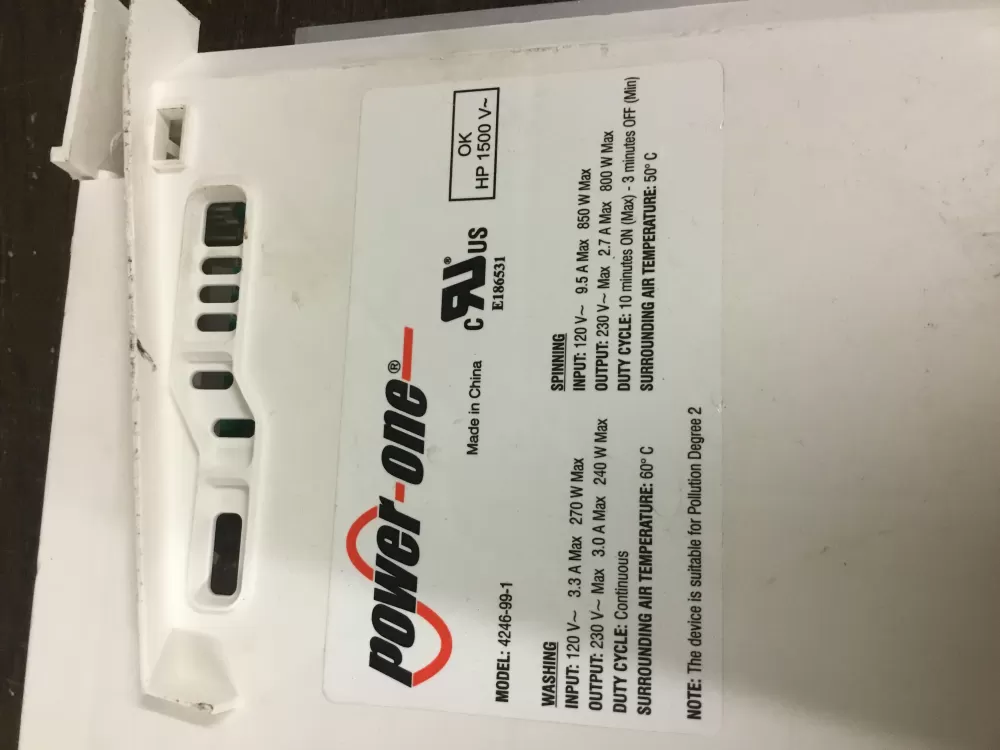 power-one®
Made in China
C RU® US
E186531
OK
HP 1500 V~
MODEL: 4246-99-1
WASHING
INPUT: 120 V~ 3.3 A Max 270 W Max
OUTPUT: 230 V~ Max 3.0 A Max 240 W Max
DUTY CYCLE: Continuous
SURROUNDING AIR TEMPERATURE: 60° C
SPINNING
INPUT: 120 V~ 9.5 A Max 850 W Max
OUTPUT: 230 V~ Max 2.7 A Max 800 W Max
DUTY CYCLE: 10 minutes ON (Max) - 3 minutes OFF (Min)
SURROUNDING AIR TEMPERATURE: 50° C
NOTE: The device is suitable for Pollution Degree 2